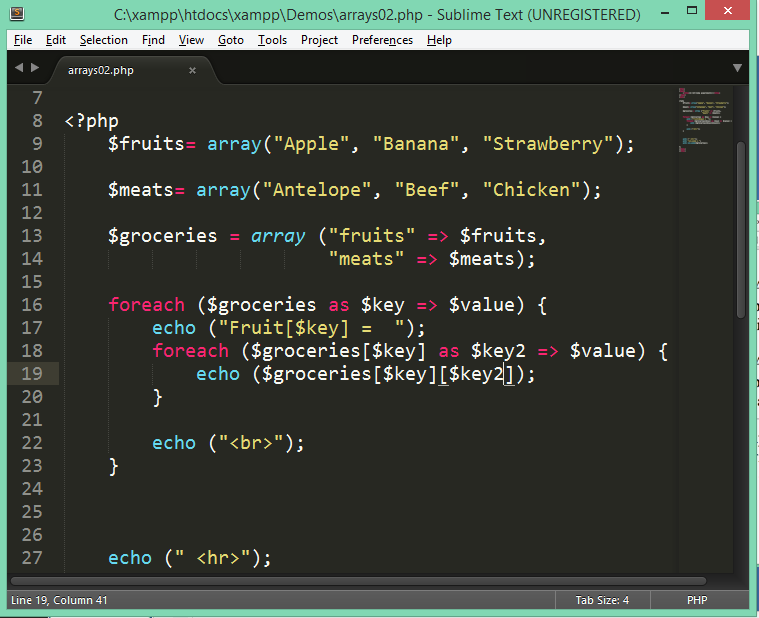 C:\xampp\htdocs\xampp\Demos\arrays02.php - Sublime Text (UNREGISTERED)
File Edit Selection Find View Goto Tools Project Preferences Help
arrays02.php
7
8 <?php
9 $fruits= array("Apple", "Banana", "Strawberry");
10
11 $meats= array("Antelope", "Beef", "Chicken");
12
13 $groceries = array ("fruits" => $fruits,
14 "meats" => $meats);
15
16 foreach ($groceries as $key => $value) {
17 echo ("Fruit[$key] =  ");
18 foreach ($groceries[$key] as $key2 => $value) {
19 echo ($groceries[$key][$key2]);
20 }
21
22 echo ("<br>");
23 }
24
25
26
27 echo (" <hr>");
Line 19, Column 41 Tab Size: 4 PHP